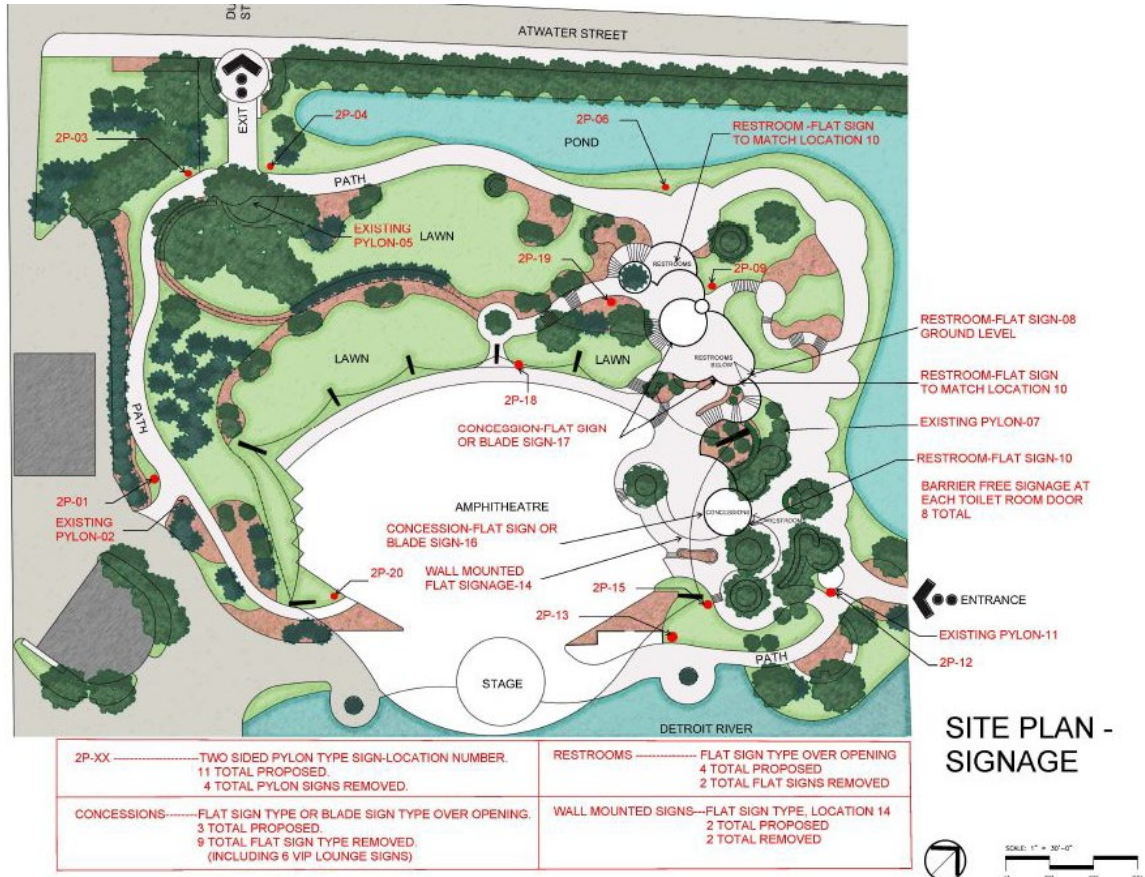 DU
ST
ATWATER STREET
EXIT
2P-03
2P-04
2P-06
RESTROOM -FLAT SIGN
TO MATCH LOCATION 10
POND
PATH
EXISTING
PYLON-05
LAWN
2P-19
RESTROOMS
2P-09
RESTROOM-FLAT SIGN-08
GROUND LEVEL
LAWN
LAWN
RESTROOMS
BELOW
RESTROOM-FLAT SIGN
TO MATCH LOCATION 10
2P-18
PATH
CONCESSION-FLAT SIGN
OR BLADE SIGN-17
EXISTING PYLON-07
RESTROOM-FLAT SIGN-10
2P-01
EXISTING
PYLON-02
AMPHITHEATRE
BARRIER FREE SIGNAGE AT
EACH TOILET ROOM DOOR
8 TOTAL
CONCESSIONS
CONCESSION-FLAT SIGN OR
BLADE SIGN-16
WALL MOUNTED
FLAT SIGNAGE-14
2P-20
2P-15
ENTRANCE
2P-13
EXISTING PYLON-11
PATH
2P-12
STAGE
DETROIT RIVER
SITE PLAN -
SIGNAGE
2P-XX ---------------TWO SIDED PYLON TYPE SIGN-LOCATION NUMBER.
11 TOTAL PROPOSED.
4 TOTAL PYLON SIGNS REMOVED.
RESTROOMS ----------- FLAT SIGN TYPE OVER OPENING
4 TOTAL PROPOSED
2 TOTAL FLAT SIGNS REMOVED
CONCESSIONS-------FLAT SIGN TYPE OR BLADE SIGN TYPE OVER OPENING.
3 TOTAL PROPOSED.
9 TOTAL FLAT SIGN TYPE REMOVED.
(INCLUDING 6 VIP LOUNGE SIGNS)
WALL MOUNTED SIGNS---FLAT SIGN TYPE, LOCATION 14
2 TOTAL PROPOSED
2 TOTAL REMOVED
SCALE: 1" = 30'-0"